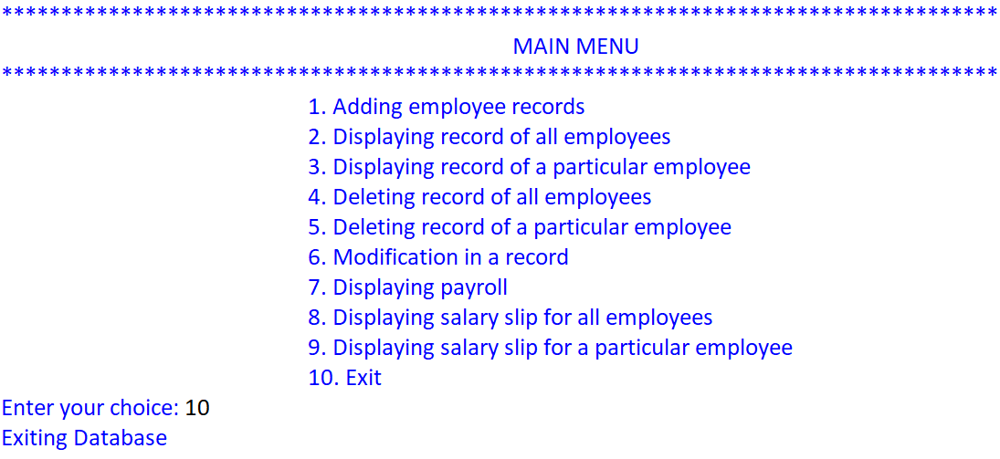 ************************************************************************************
MAIN MENU
************************************************************************************
1. Adding employee records
2. Displaying record of all employees
3. Displaying record of a particular employee
4. Deleting record of all employees
5. Deleting record of a particular employee
6. Modification in a record
7. Displaying payroll
8. Displaying salary slip for all employees
9. Displaying salary slip for a particular employee
10. Exit
Enter your choice: 10
Exiting Database